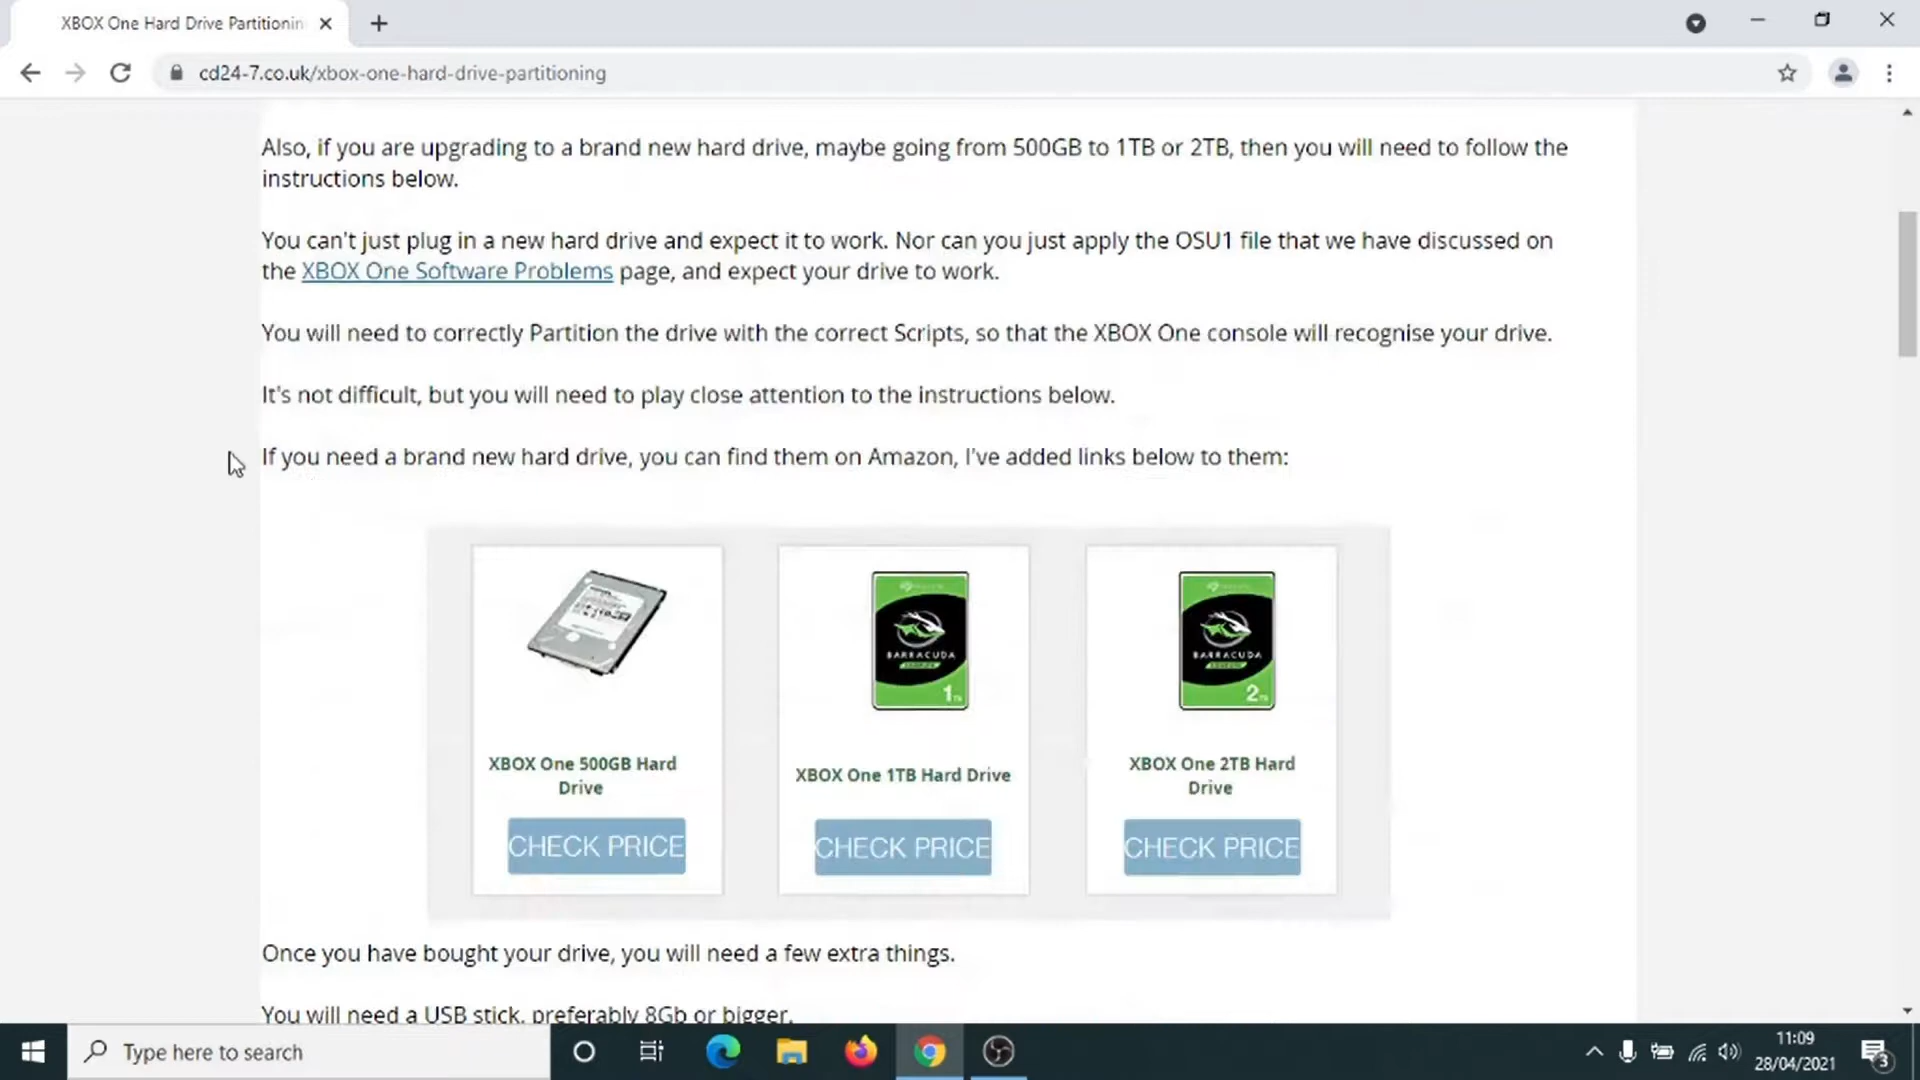 XBOX One Hard Drive Partitionin
cd24-7.co.uk/xbox-one-hard-drive-partitioning
Also, if you are upgrading to a brand new hard drive, maybe going from 500GB to 1TB or 2TB, then you will need to follow the
instructions below.
You can't just plug in a new hard drive and expect it to work. Nor can you just apply the OSU1 file that we have discussed on
the XBOX One Software Problems page, and expect your drive to work.
You will need to correctly Partition the drive with the correct Scripts, so that the XBOX One console will recognise your drive.
It's not difficult, but you will need to play close attention to the instructions below.
If you need a brand new hard drive, you can find them on Amazon, I've added links below to them:
BARRACUDA
1TB
BARRACUDA
2TB
XBOX One 500GB Hard
Drive
XBOX One 1TB Hard Drive
XBOX One 2TB Hard
Drive
CHECK PRICE
CHECK PRICE
CHECK PRICE
Once you have bought your drive, you will need a few extra things.
You will need a USB stick, preferably 8Gb or bigger.
Type here to search
11:09
28/04/2021
3